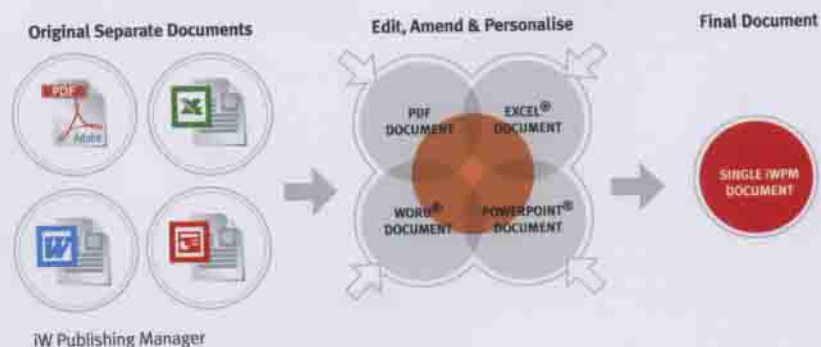 Original Separate Documents
Edit, Amend & Personalise
Final Document
PDF
Adobe
PDF
DOCUMENT
EXCEL®
DOCUMENT
WORD®
DOCUMENT
POWERPOINT®
DOCUMENT
SINGLE iWPM
DOCUMENT
W
iW Publishing Manager